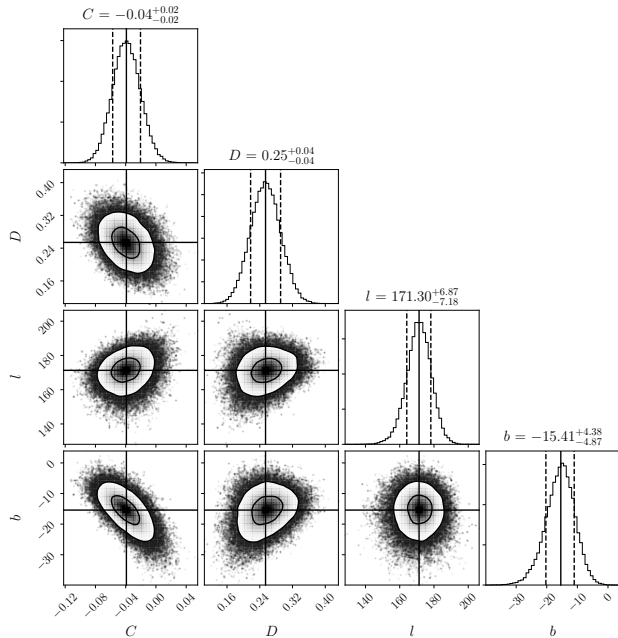 C = −0.04^{+0.02}_{−0.02}
D = 0.25^{+0.04}_{−0.04}
0.40
0.32
0.24
0.16
D
l = 171.30^{+6.87}_{−7.18}
200
180
160
140
l
b = −15.41^{+4.38}_{−4.87}
0
−10
−20
−30
b
−0.12 −0.08 −0.04 0.00 0.04
0.16 0.24 0.32 0.40
140 160 180 200
−30 −20 −10 0
C D l b